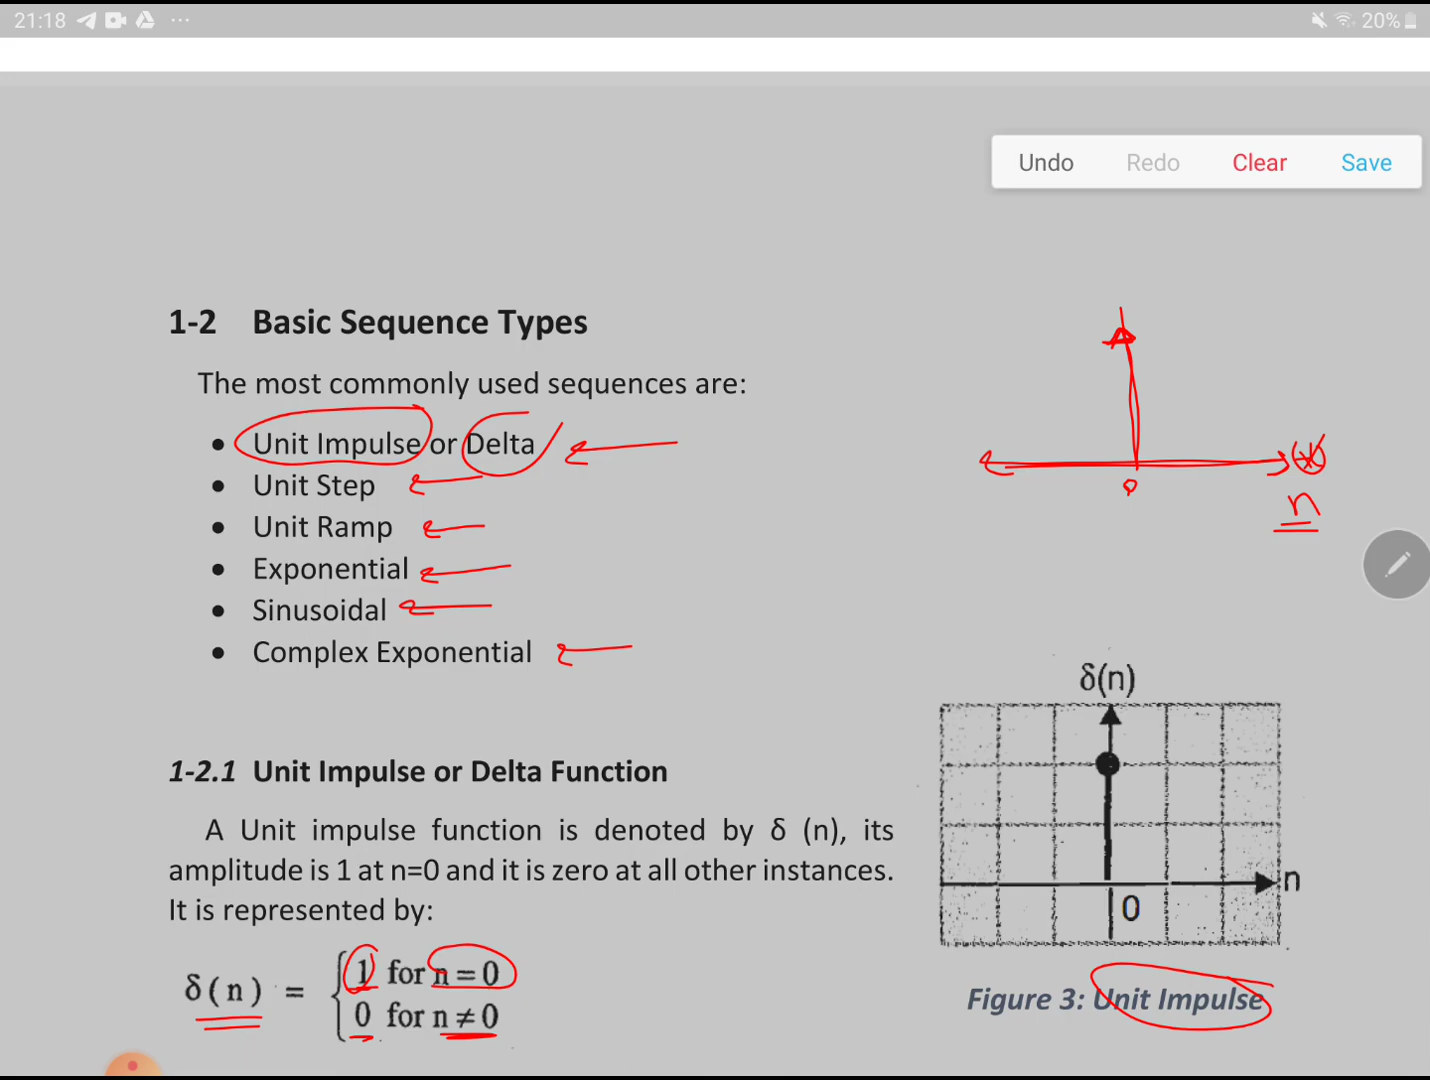 21:18 ... 20%
Undo Redo Clear Save
1-2 Basic Sequence Types
The most commonly used sequences are:
• Unit Impulse or Delta
• Unit Step
• Unit Ramp
• Exponential
• Sinusoidal
• Complex Exponential
0
n
1-2.1 Unit Impulse or Delta Function
A Unit impulse function is denoted by δ (n), its
amplitude is 1 at n=0 and it is zero at all other instances.
It is represented by:
δ(n) = { 1 for n = 0
0 for n ≠ 0
δ(n)
n
0
Figure 3: Unit Impulse